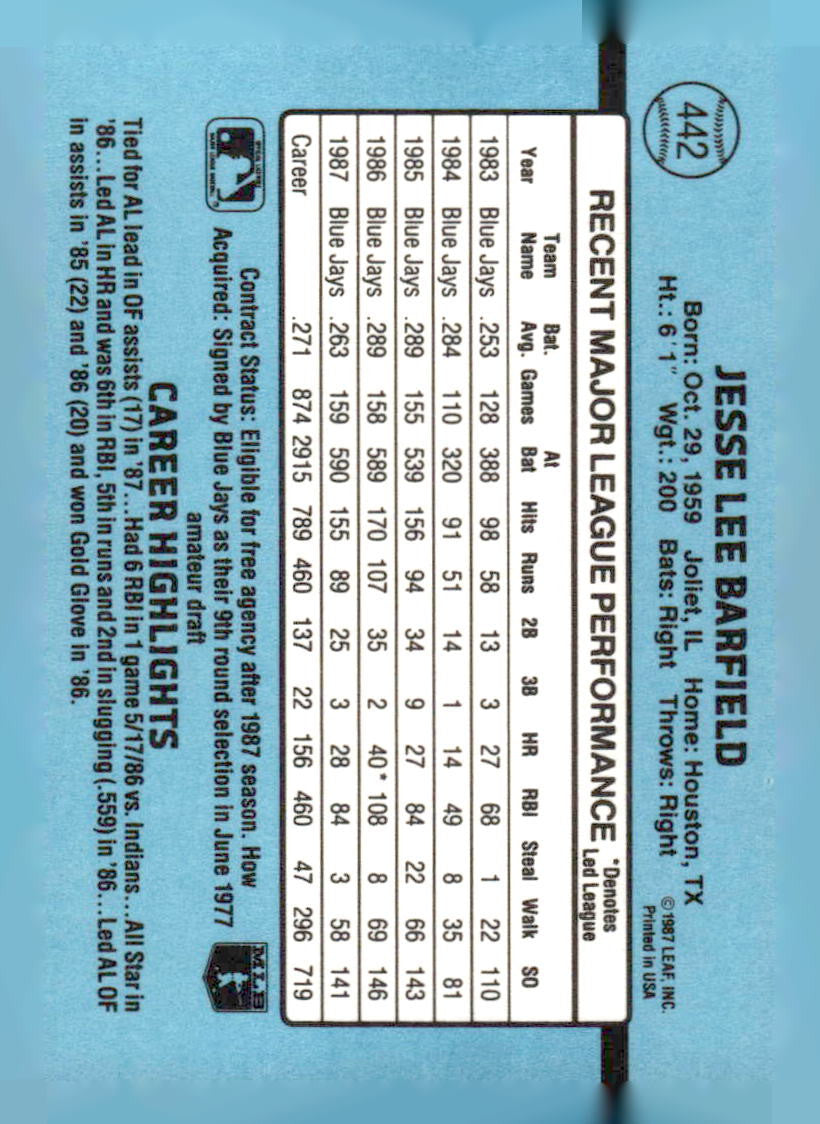 442
JESSE LEE BARFIELD
Born: Oct. 29, 1959 Joliet, IL Home: Houston, TX
Ht.: 6'1" Wgt.: 200 Bats: Right Throws: Right
©1987 LEAF, INC.
Printed in USA
RECENT MAJOR LEAGUE PERFORMANCE *Denotes Led League
Year Team Name Bat. Avg. Games At Bat Hits Runs 2B 3B HR RBI Steal Walk SO
1983 Blue Jays .253 128 388 98 58 13 3 27 68 1 22 110
1984 Blue Jays .284 110 320 91 51 14 1 14 49 8 35 81
1985 Blue Jays .289 155 539 156 94 34 9 27 84 22 66 143
1986 Blue Jays .289 158 589 170 107 35 2 40* 108 8 69 146
1987 Blue Jays .263 159 590 155 89 25 3 28 84 3 58 141
Career .271 874 2915 789 460 137 22 156 460 47 296 719
Contract Status: Eligible for free agency after 1987 season. How
Acquired: Signed by Blue Jays as their 9th round selection in June 1977
amateur draft
MLB
CAREER HIGHLIGHTS
Tied for AL lead in OF assists (17) in '87...Had 6 RBI in 1 game 5/17/86 vs. Indians...All Star in
'86...Led AL in HR and was 6th in RBI, 5th in runs and 2nd in slugging (.559) in '86...Led AL OF
in assists in '85 (22) and '86 (20) and won Gold Glove in '86.